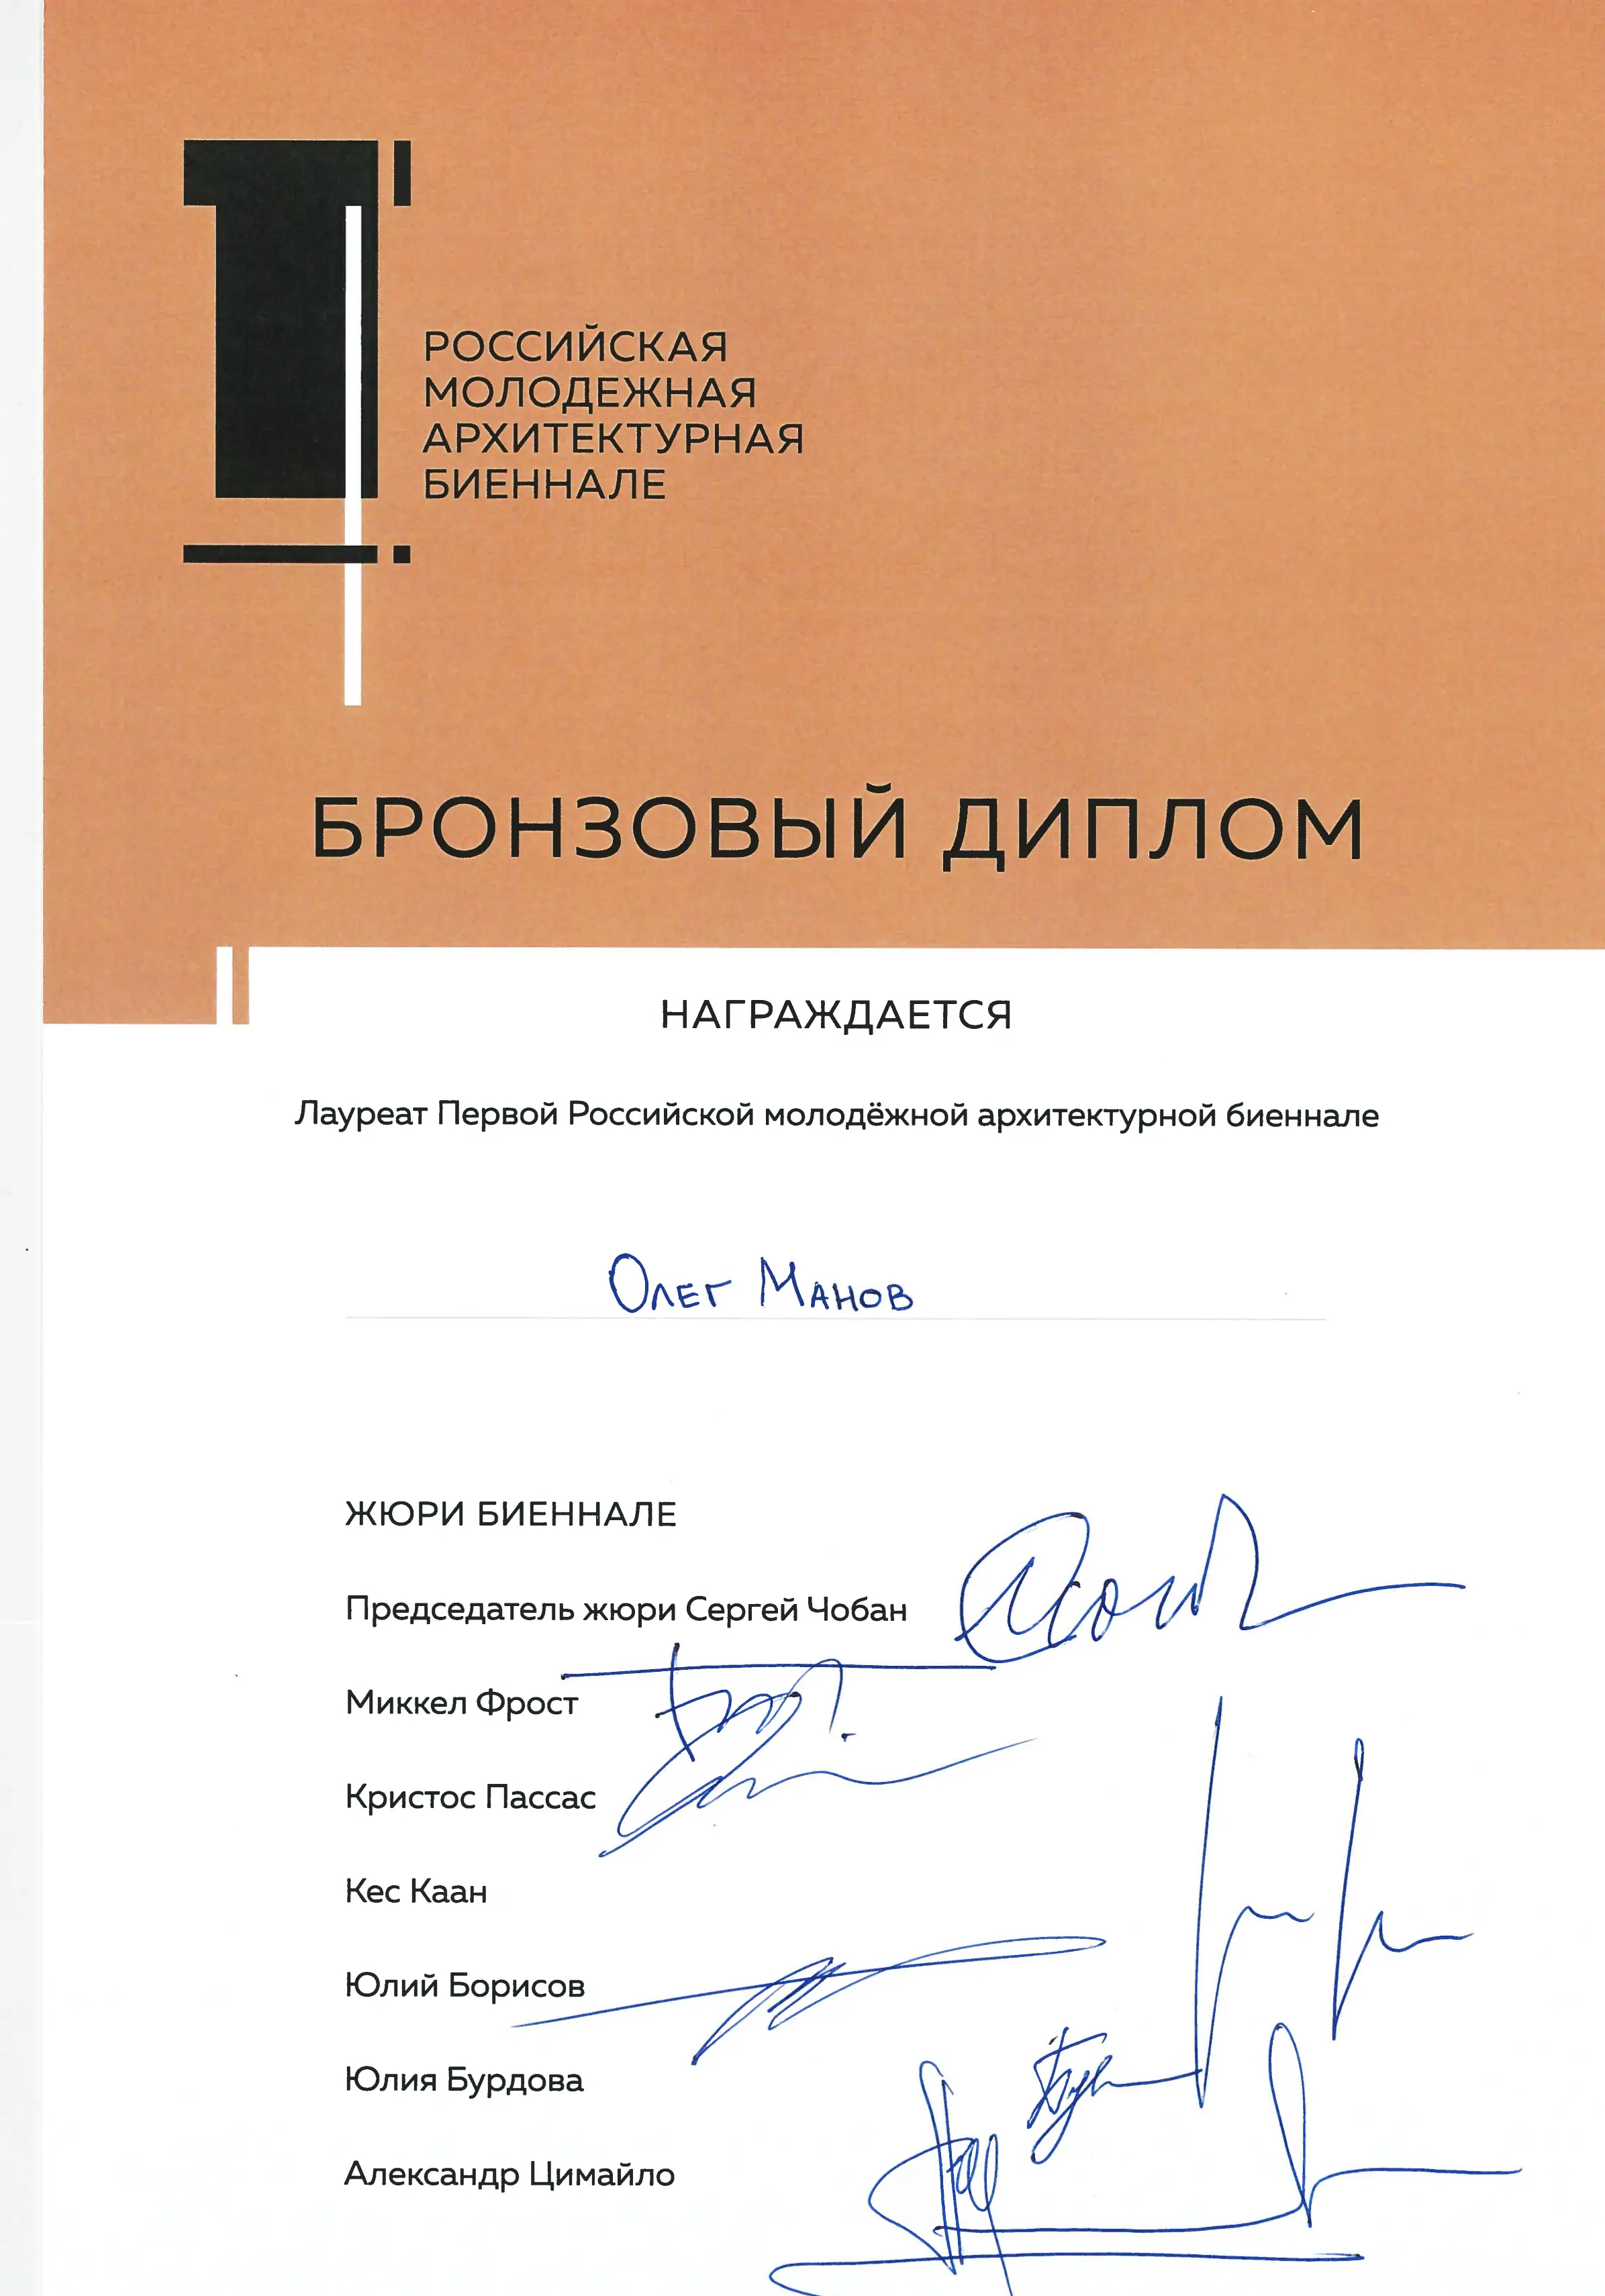 РОССИЙСКАЯ
МОЛОДЕЖНАЯ
АРХИТЕКТУРНАЯ
БИЕННАЛЕ
БРОНЗОВЫЙ ДИПЛОМ
НАГРАЖДАЕТСЯ
Лауреат Первой Российской молодёжной архитектурной биеннале
Олег Манов
ЖЮРИ БИЕННАЛЕ
Председатель жюри Сергей Чобан
Миккел Фрост
Кристос Пассас
Кес Каан
Юлий Борисов
Юлия Бурдова
Александр Цимайло